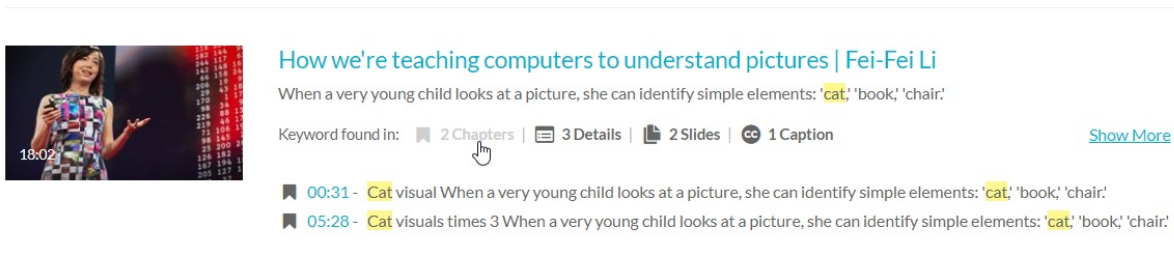 How we're teaching computers to understand pictures | Fei-Fei Li
When a very young child looks at a picture, she can identify simple elements: 'cat,' 'book,' 'chair.'
Keyword found in: 2 Chapters | 3 Details | 2 Slides | CC 1 Caption Show More
18:02
00:31 - Cat visual When a very young child looks at a picture, she can identify simple elements: 'cat,' 'book,' 'chair.'
05:28 - Cat visuals times 3 When a very young child looks at a picture, she can identify simple elements: 'cat,' 'book,' 'chair.'